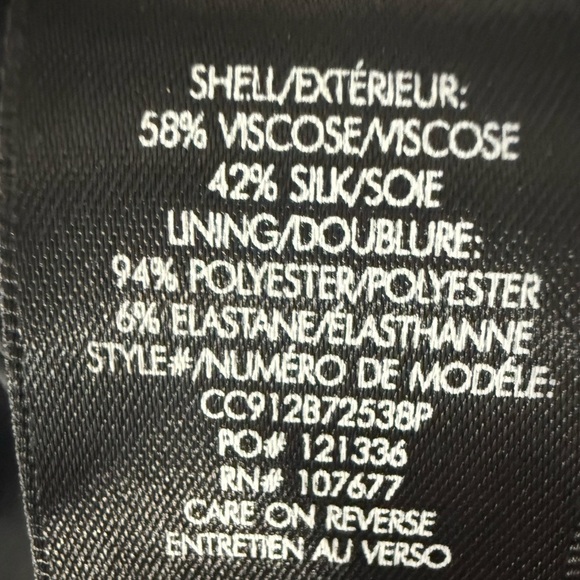 SHELL/EXTÉRIEUR:
58% VISCOSE/VISCOSE
42% SILK/SOIE
LINING/DOUBLURE:
94% POLYESTER/POLYESTER
6% ELASTANE/ÉLASTHANNE
STYLE#/NUMÉRO DE MODÉLE:
CC912B72538P
PO# 121336
RN# 107677
CARE ON REVERSE
ENTRETIEN AU VERSO